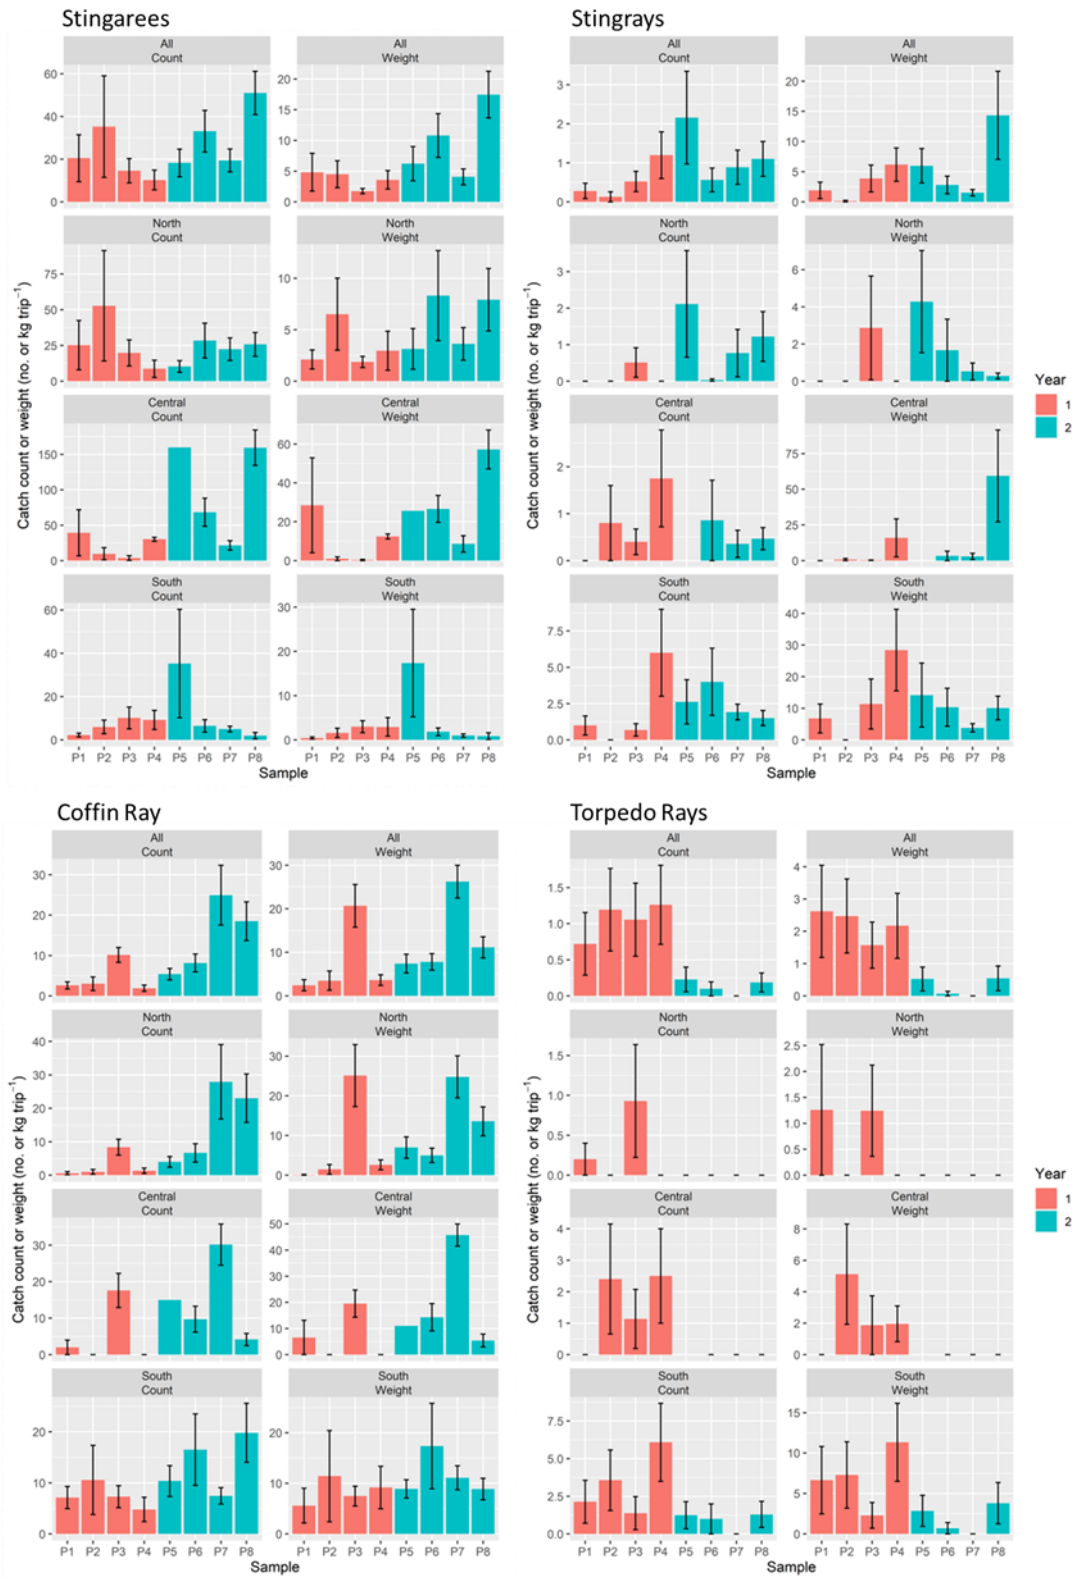 Stingarees
Catch count or weight (no. or kg trip⁻¹)
All
Count
60
40
20
0
All
Weight
20
15
10
5
0
North
Count
75
50
25
0
North
Weight
10
5
0
Central
Count
150
100
50
0
Central
Weight
60
40
20
0
South
Count
60
40
20
0
South
Weight
30
20
10
0
P1 P2 P3 P4 P5 P6 P7 P8
P1 P2 P3 P4 P5 P6 P7 P8
Sample
Stingrays
Catch count or weight (no. or kg trip⁻¹)
All
Count
3
2
1
0
All
Weight
20
15
10
5
0
North
Count
3
2
1
0
North
Weight
6
4
2
0
Central
Count
2
1
0
Central
Weight
75
50
25
0
South
Count
7.5
5.0
2.5
0.0
South
Weight
40
30
20
10
0
P1 P2 P3 P4 P5 P6 P7 P8
P1 P2 P3 P4 P5 P6 P7 P8
Sample
Year
1
2
Coffin Ray
Catch count or weight (no. or kg trip⁻¹)
All
Count
30
20
10
0
All
Weight
30
20
10
0
North
Count
40
30
20
10
0
North
Weight
30
20
10
0
Central
Count
30
20
10
0
Central
Weight
50
40
30
20
10
0
South
Count
20
10
0
South
Weight
20
10
0
P1 P2 P3 P4 P5 P6 P7 P8
P1 P2 P3 P4 P5 P6 P7 P8
Sample
Torpedo Rays
Catch count or weight (no. or kg trip⁻¹)
All
Count
1.5
1.0
0.5
0.0
All
Weight
4
3
2
1
0
North
Count
1.5
1.0
0.5
0.0
North
Weight
2.5
2.0
1.5
1.0
0.5
0.0
Central
Count
4
3
2
1
0
Central
Weight
8
6
4
2
0
South
Count
7.5
5.0
2.5
0.0
South
Weight
15
10
5
0
P1 P2 P3 P4 P5 P6 P7 P8
P1 P2 P3 P4 P5 P6 P7 P8
Sample
Year
1
2